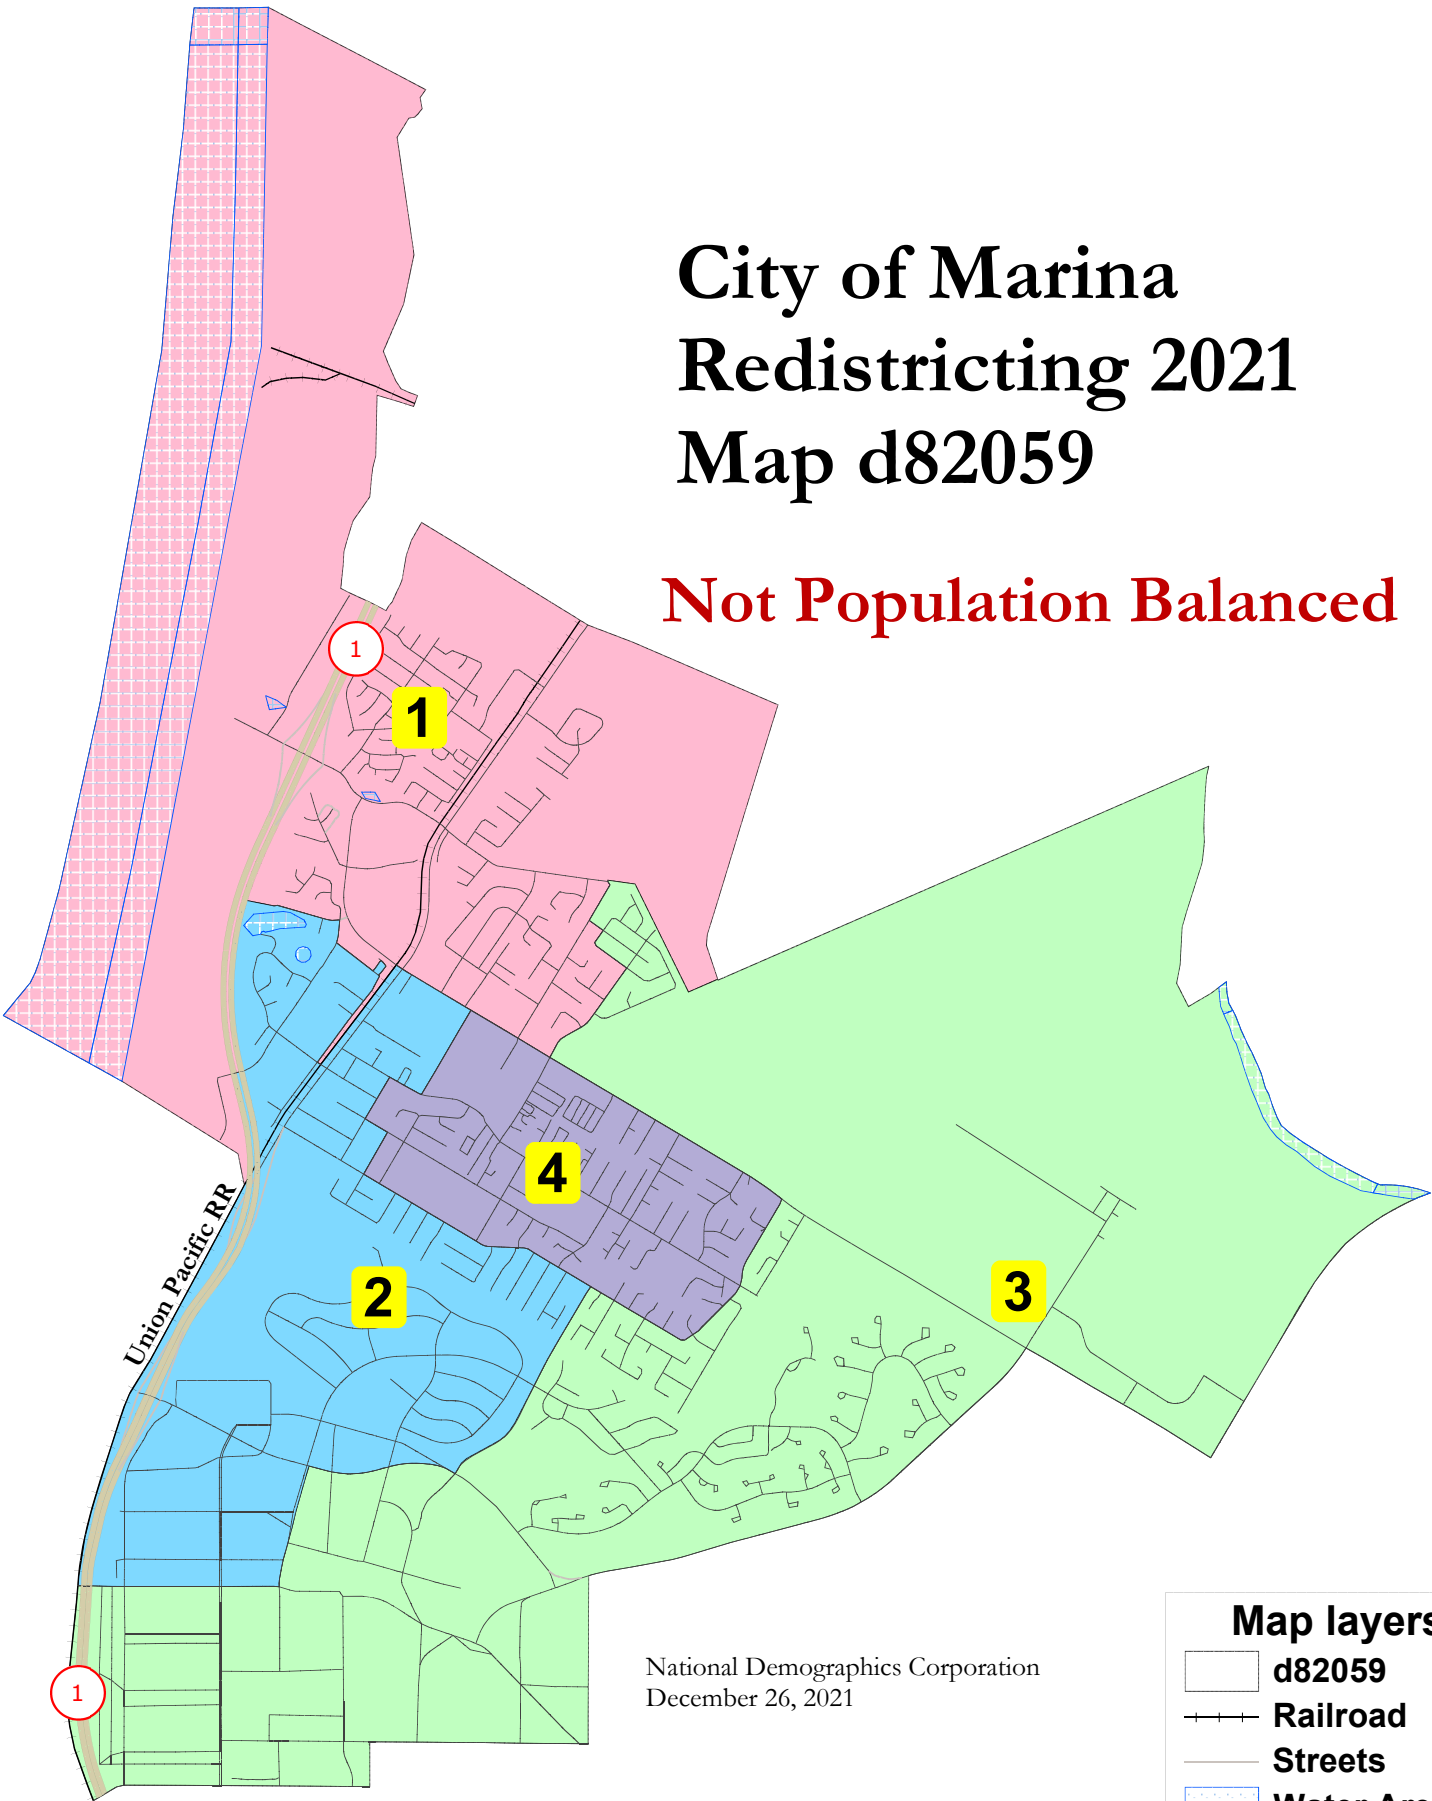 City of Marina
Redistricting 2021
Map d82059
Not Population Balanced
1
1
4
3
2
Union Pacific RR
1
National Demographics Corporation
December 26, 2021
Map layers
d82059
Railroad
Streets
Water